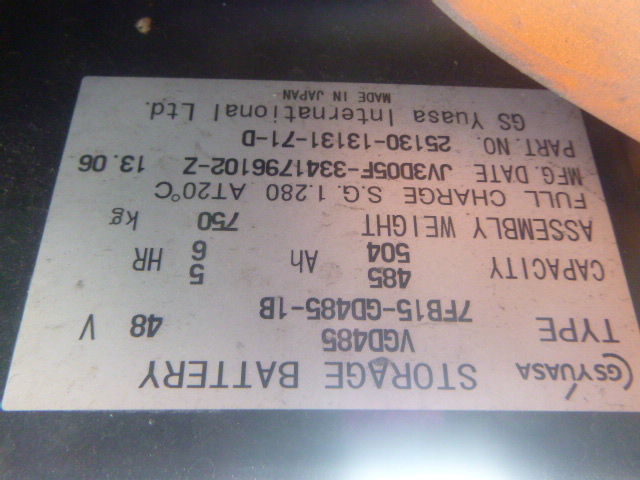 GSYUASA STORAGE BATTERY
TYPE VGD485 48 V
7FB15-GD485-1B
CAPACITY 485 Ah 5 HR
504 6
ASSEMBLY WEIGHT 750 kg
FULL CHARGE S.G. 1.280 AT20°C
MFG. DATE JV3D05F-3341796102-Z 13.06
PART. NO. 25130-13131-71-D
GS Yuasa International Ltd.
MADE IN JAPAN